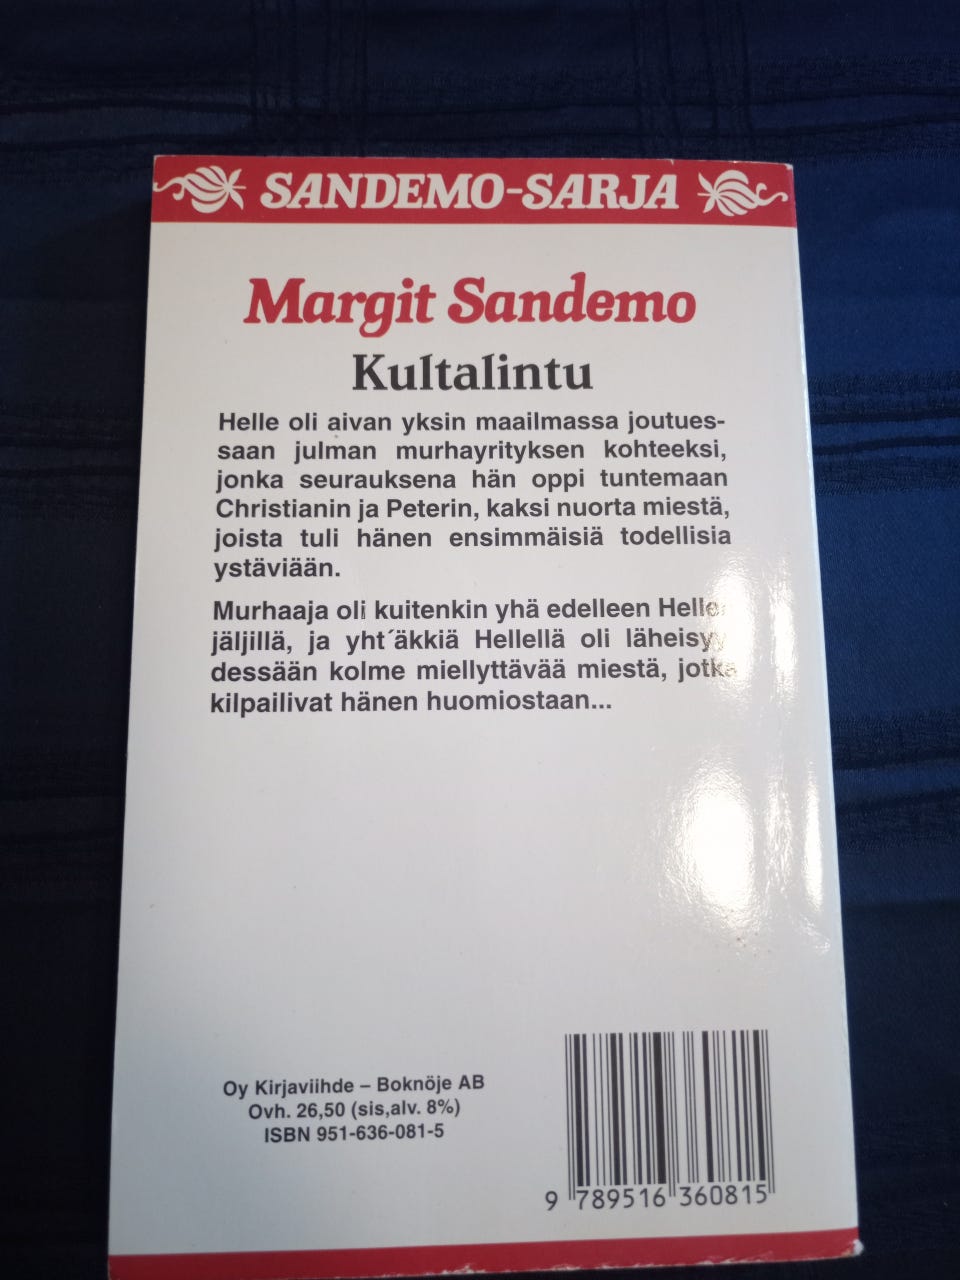 SANDEMO-SARJA
Margit Sandemo
Kultalintu
Helle oli aivan yksin maailmassa joutues-
saan julman murhayrityksen kohteeksi,
jonka seurauksena hän oppi tuntemaan
Christianin ja Peterin, kaksi nuorta miestä,
joista tuli hänen ensimmäisiä todellisia
ystäviään.
Murhaaja oli kuitenkin yhä edelleen Hellen
jäljillä, ja yht´äkkiä Hellellä oli läheisyy-
dessään kolme miellyttävää miestä, jotka
kilpailivat hänen huomiostaan...
Oy Kirjaviihde – Boknöje AB
Ovh. 26,50 (sis,alv. 8%)
ISBN 951-636-081-5
9 789516 360815